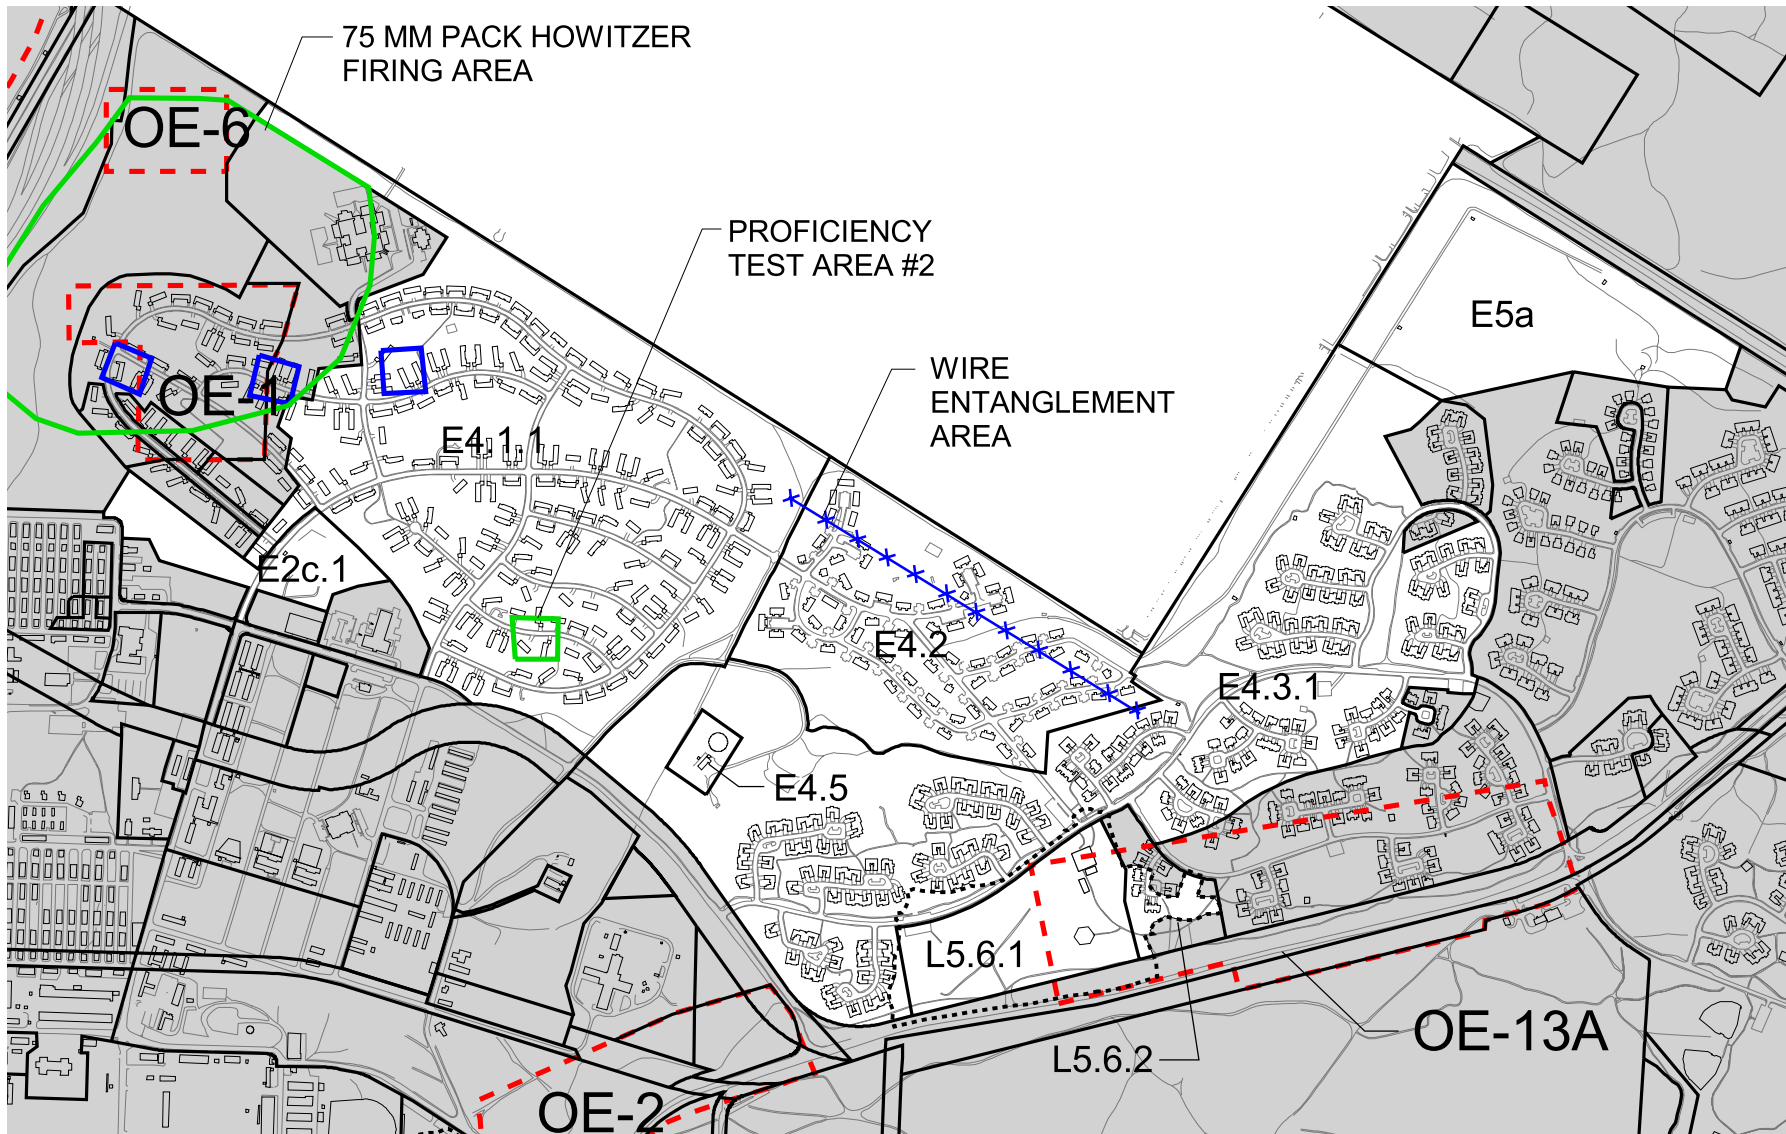 75 MM PACK HOWITZER
FIRING AREA
OE-6
PROFICIENCY
TEST AREA #2
E5a
WIRE
ENTANGLEMENT
AREA
OE-1
E4.1.1
E2c.1
E4.2
E4.3.1
E4.5
L5.6.1
OE-13A
L5.6.2
OE-2